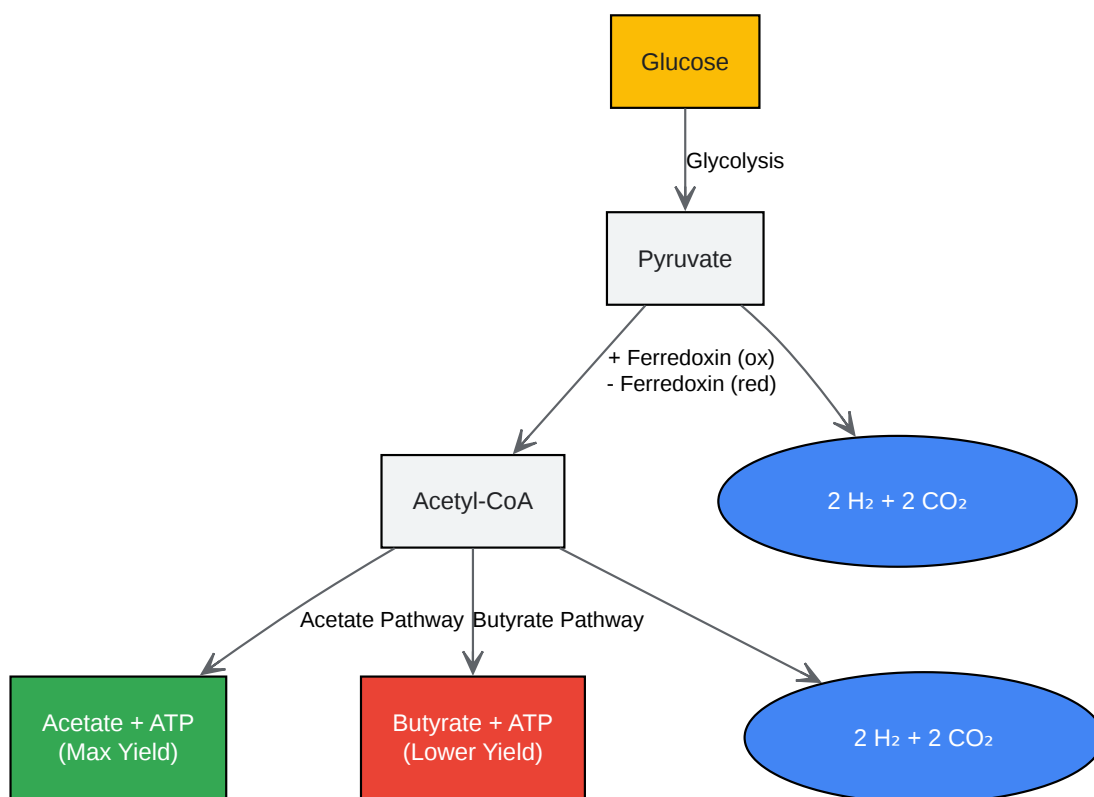 Glucose
Glycolysis
Pyruvate
+ Ferredoxin (ox)
- Ferredoxin (red)
Acetyl-CoA
2 H₂ + 2 CO₂
Acetate Pathway
Butyrate Pathway
Acetate + ATP
(Max Yield)
Butyrate + ATP
(Lower Yield)
2 H₂ + 2 CO₂